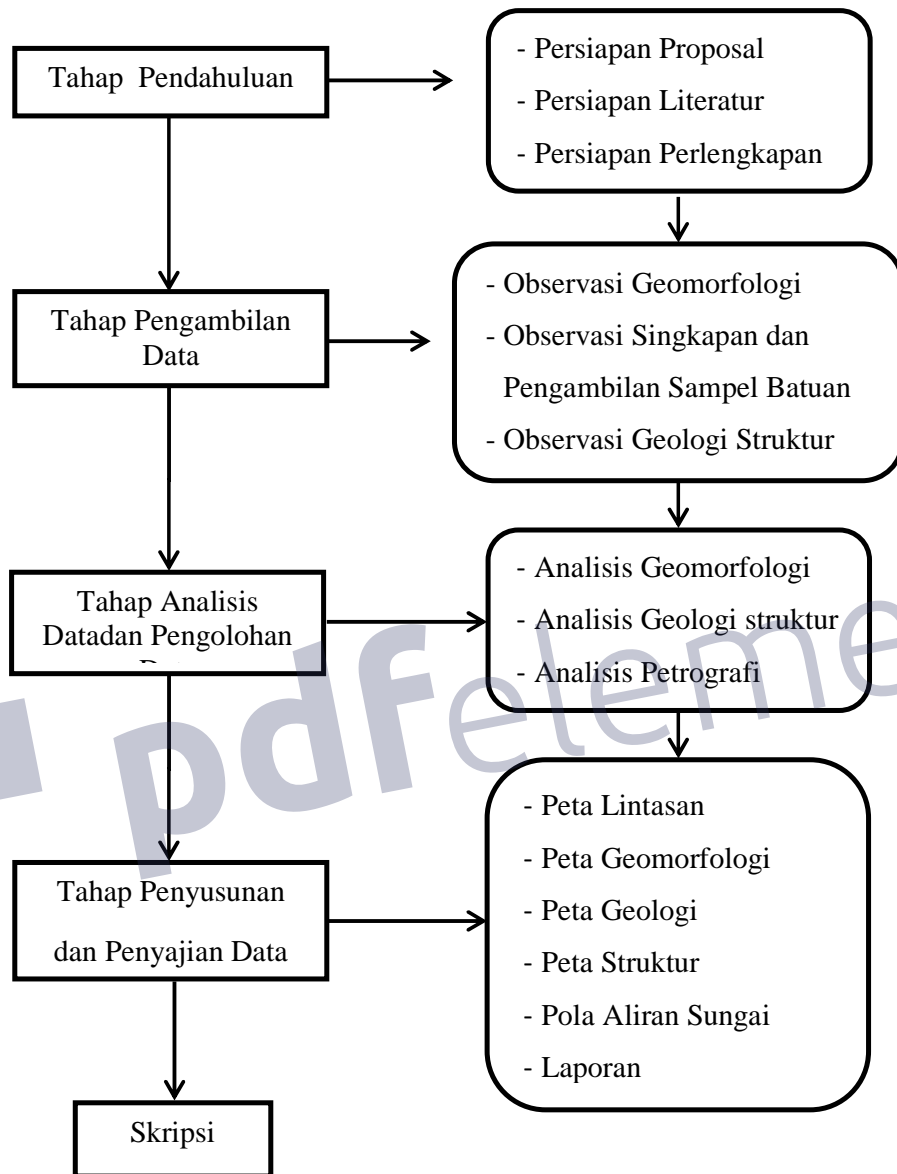 Tahap Pendahuluan
- Persiapan Proposal
- Persiapan Literatur
- Persiapan Perlengkapan
Tahap Pengambilan
Data
- Observasi Geomorfologi
- Observasi Singkapan dan
Pengambilan Sampel Batuan
- Observasi Geologi Struktur
Tahap Analisis
Datadan Pengolohan
- Analisis Geomorfologi
- Analisis Geologi struktur
- Analisis Petrografi
pdfeleme
Tahap Penyusunan
dan Penyajian Data
- Peta Lintasan
- Peta Geomorfologi
- Peta Geologi
- Peta Struktur
- Pola Aliran Sungai
- Laporan
Skripsi